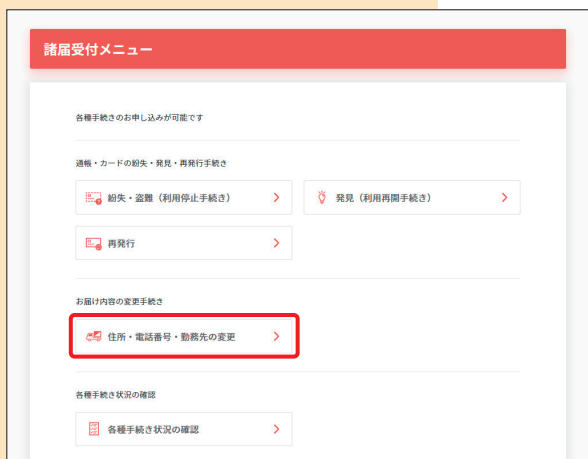 諸届受付メニュー
各種手続きのお申し込みが可能です
通帳・カードの紛失・発見・再発行手続き
紛失・盗難（利用停止手続き）
発見（利用再開手続き）
再発行
お届け内容の変更手続き
住所・電話番号・勤務先の変更
各種手続き状況の確認
各種手続き状況の確認